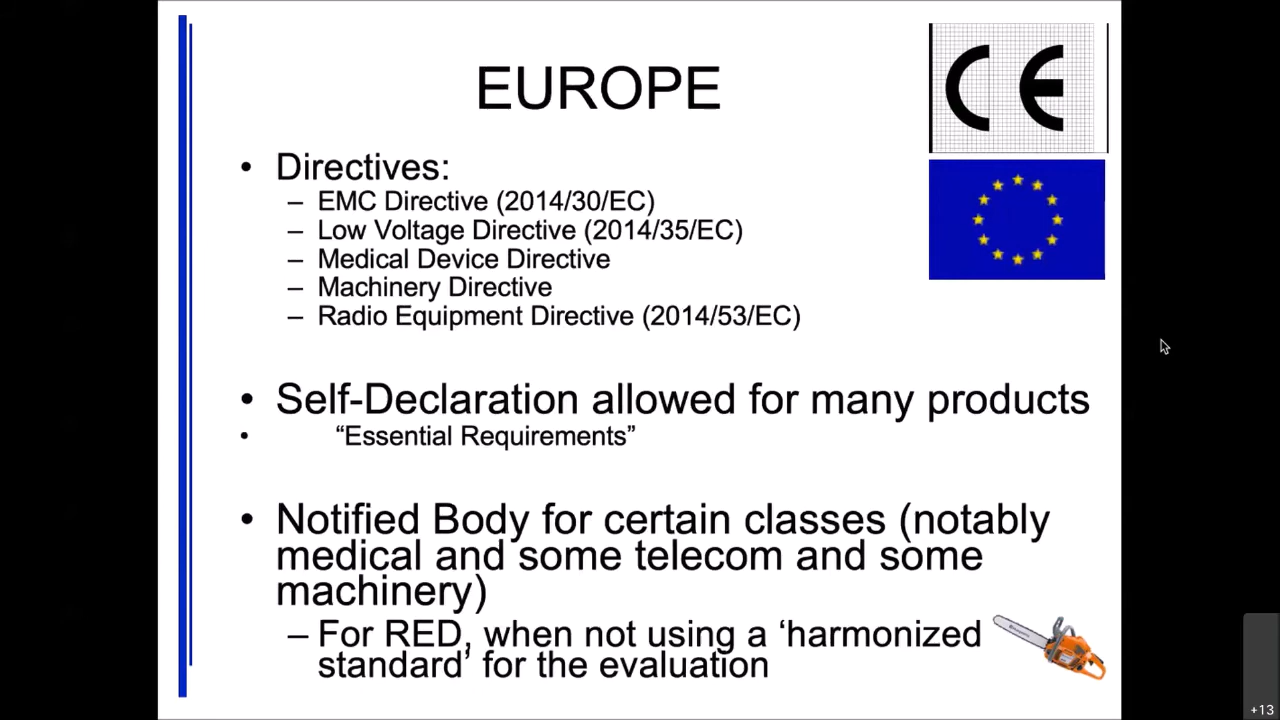 CE
EUROPE
• Directives:
– EMC Directive (2014/30/EC)
– Low Voltage Directive (2014/35/EC)
– Medical Device Directive
– Machinery Directive
– Radio Equipment Directive (2014/53/EC)
• Self-Declaration allowed for many products
• “Essential Requirements”
• Notified Body for certain classes (notably
medical and some telecom and some
machinery)
– For RED, when not using a ‘harmonized
standard’ for the evaluation
+13